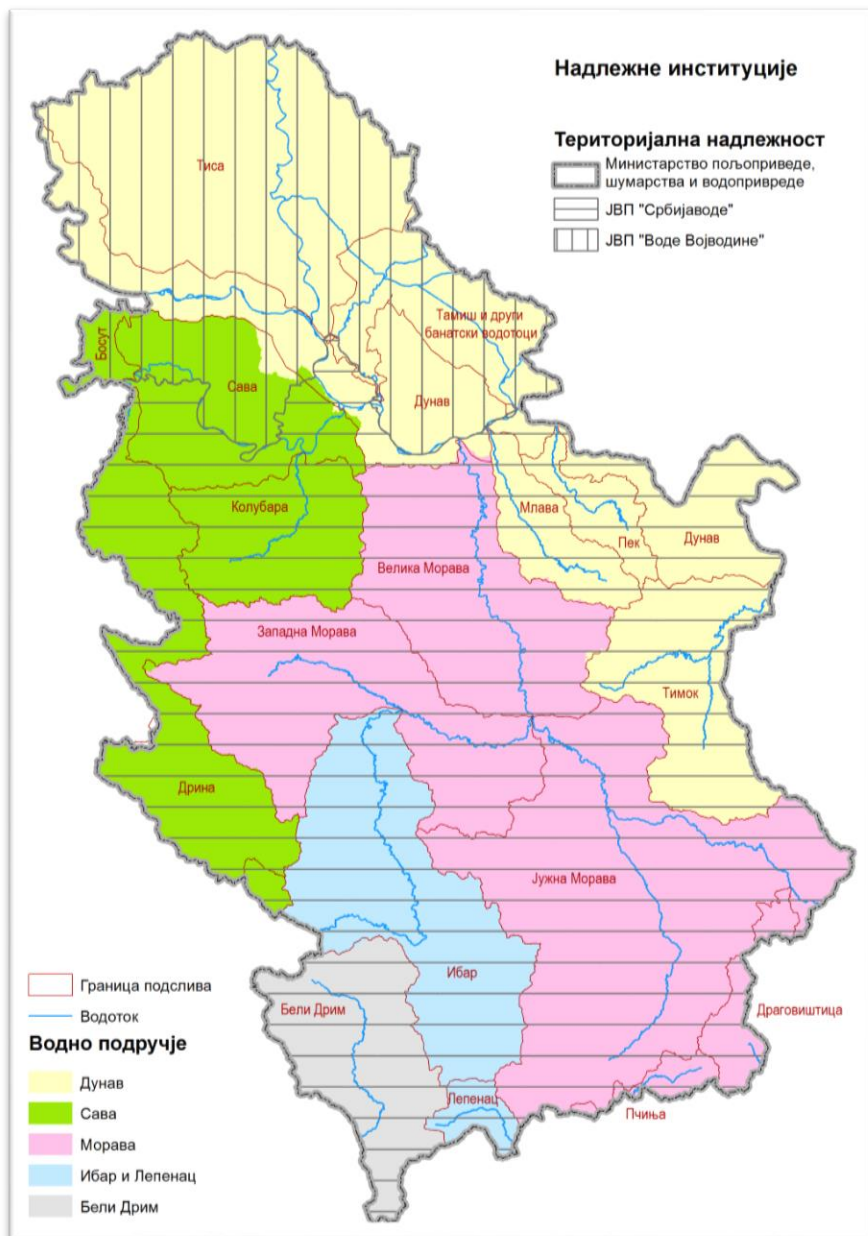 Надлежне институције
Територијална надлежност
Министарство пољопведе,
шумарства и водопривреде
ЈВП "Србијаводе"
ЈВП "Воде Војводине"
Тиса
Тамиш и други
банатски водотоци
Босут
Сава
Дунав
Колубара
Млава
Пек
Дунав
Велика Морава
Западна Морава
Тимок
Дрина
Јужна Морава
Ибар
Бели Дрим
Драговиштица
Лепенац
Пчиња
Граница подслива
Водоток
Водно подручје
Дунав
Сава
Морава
Ибар и Лепенац
Бели Дрим